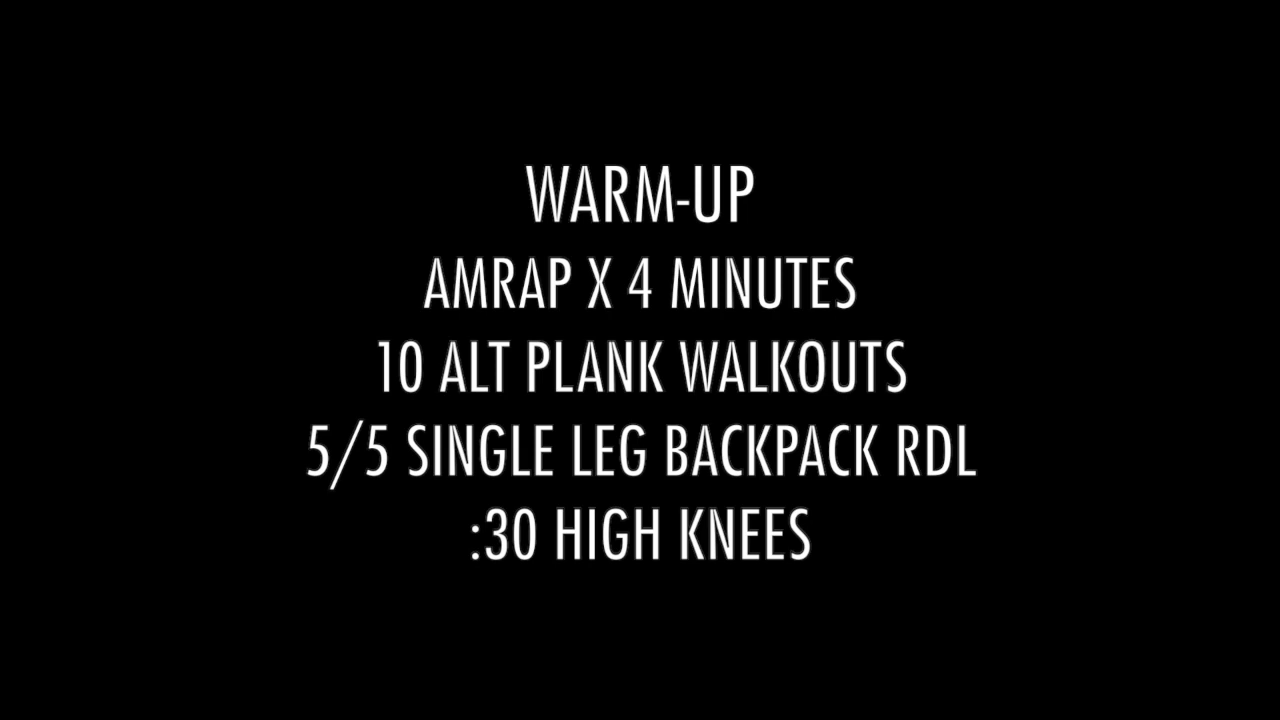 WARM-UP
AMRAP X 4 MINUTES
10 ALT PLANK WALKOUTS
5/5 SINGLE LEG BACKPACK RDL
:30 HIGH KNEES